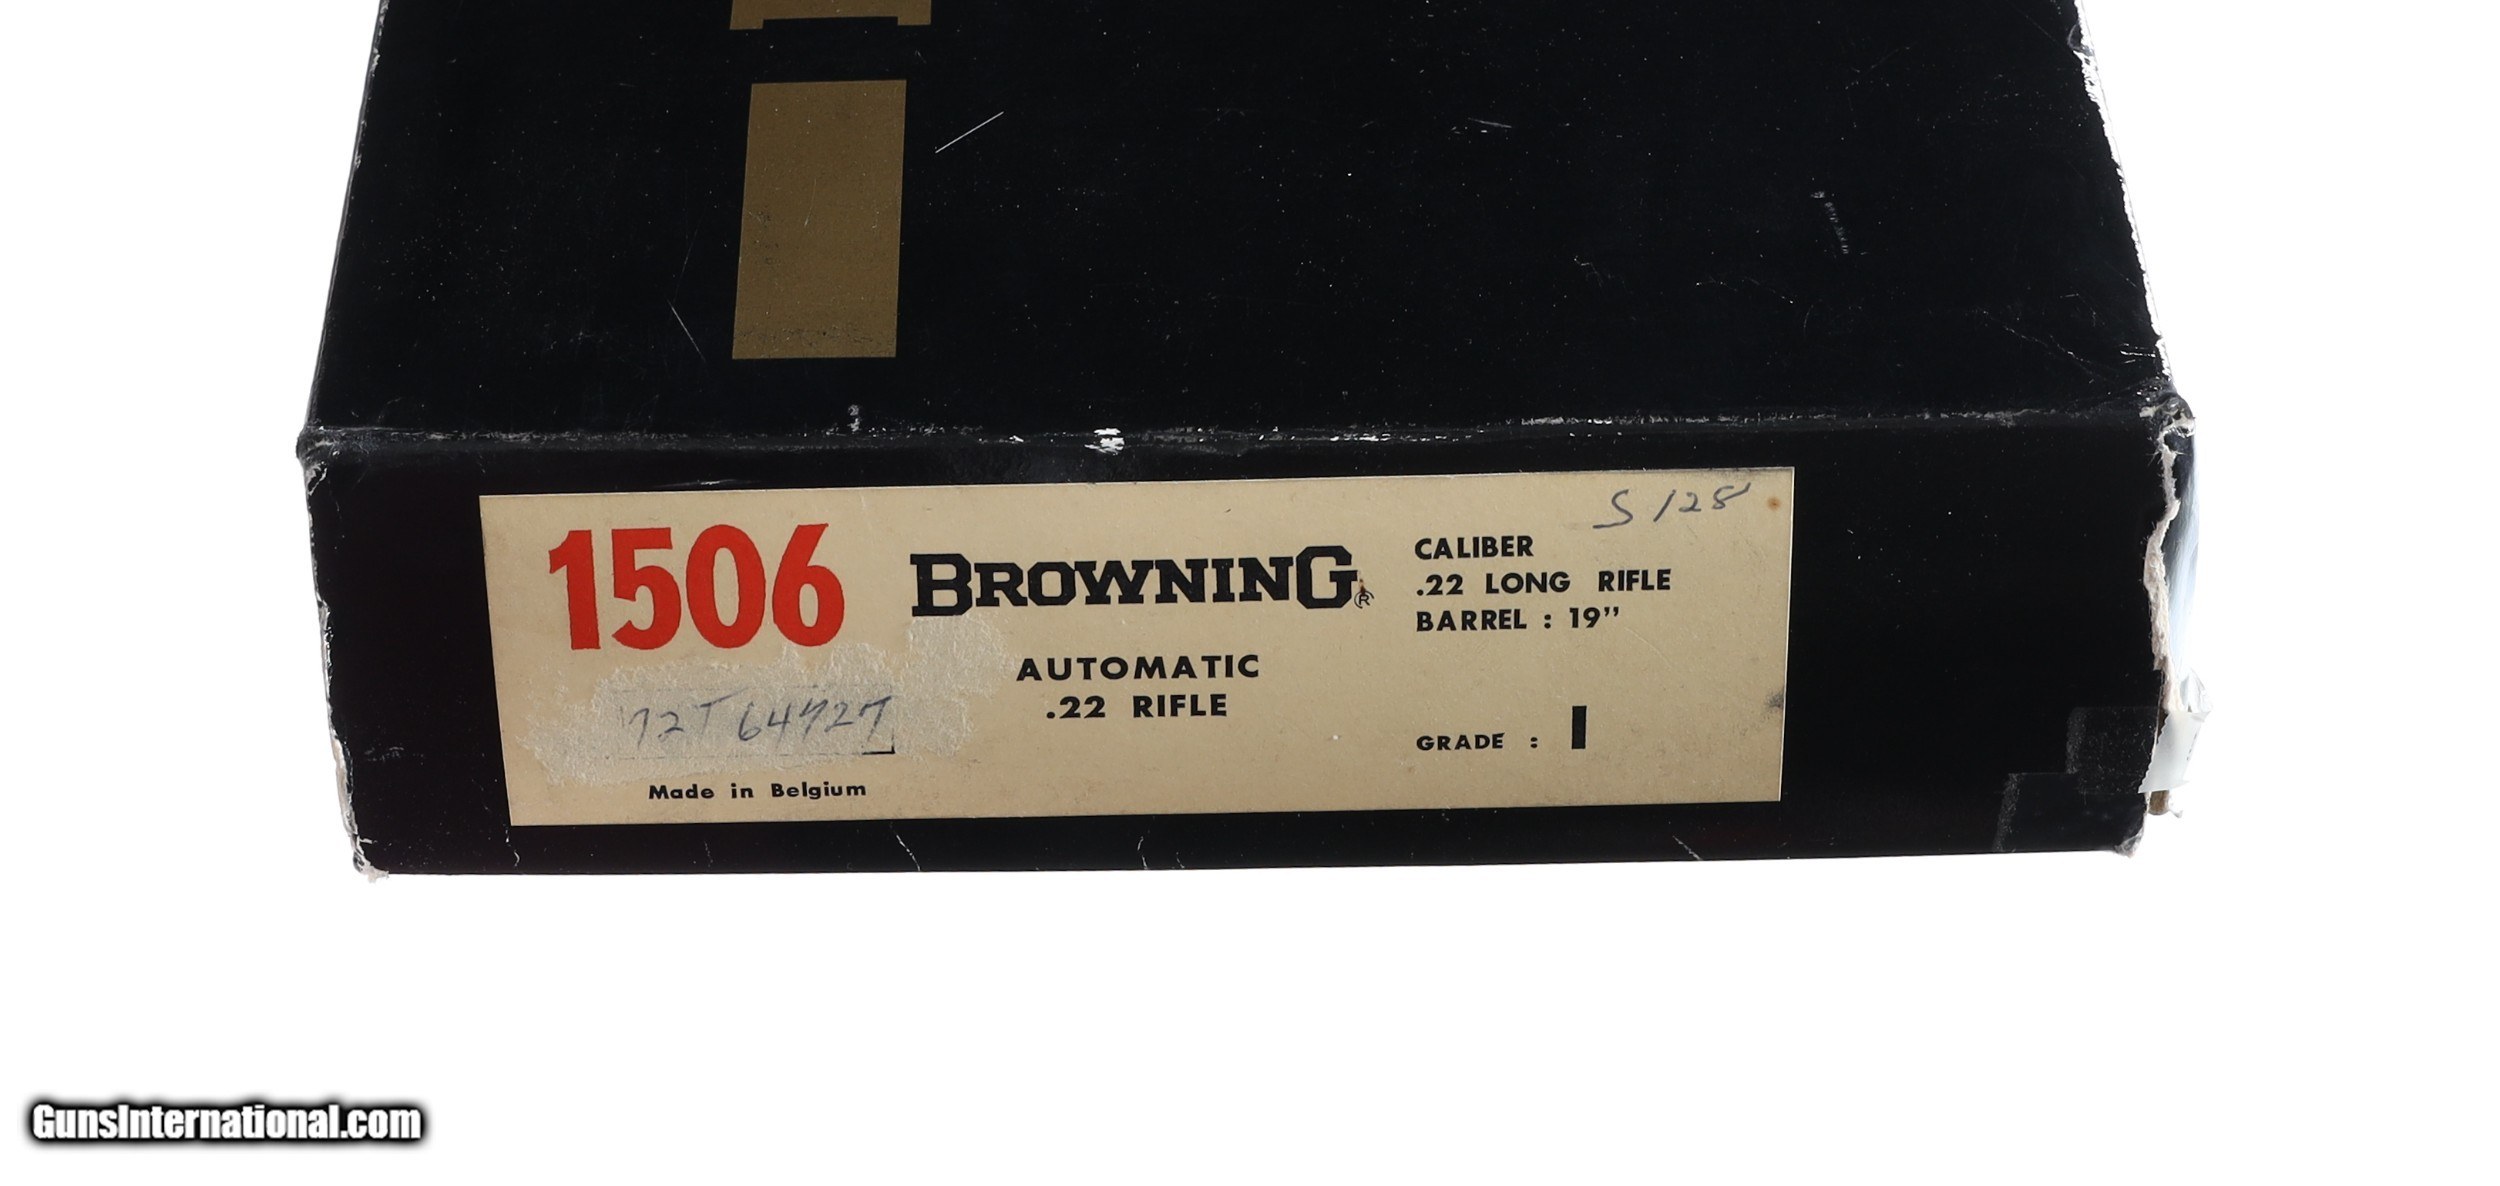 S 128
1506
BROWNING®
CALIBER
.22 LONG RIFLE
BARREL : 19"
AUTOMATIC
.22 RIFLE
72T 64727
GRADE : I
Made in Belgium
GunsInternational.com